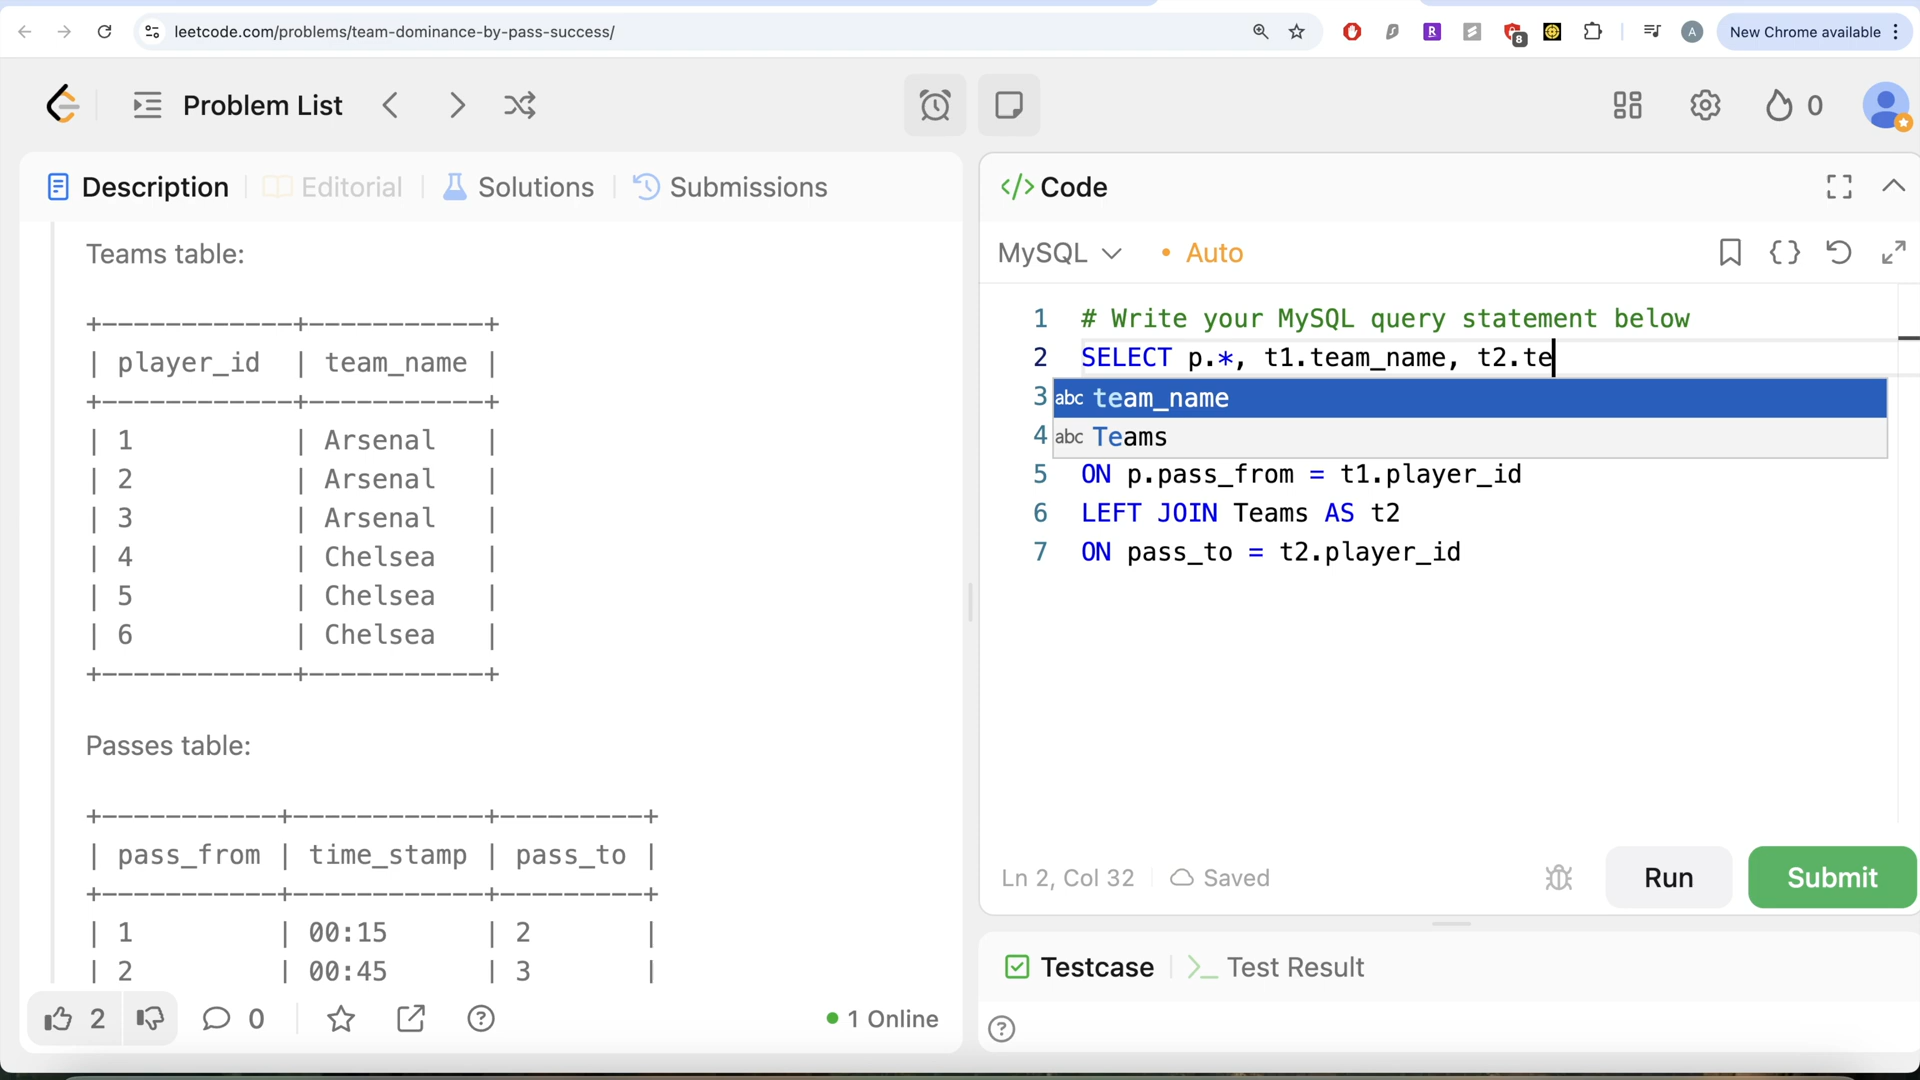 leetcode.com/problems/team-dominance-by-pass-success/
8
A
New Chrome available
Problem List
0
Description
Editorial
Solutions
Submissions
Teams table:
+------------+-----------+
| player_id | team_name |
+------------+-----------+
| 1 | Arsenal |
| 2 | Arsenal |
| 3 | Arsenal |
| 4 | Chelsea |
| 5 | Chelsea |
| 6 | Chelsea |
+------------+-----------+
Passes table:
+-----------+------------+---------+
| pass_from | time_stamp | pass_to |
+-----------+------------+---------+
| 1 | 00:15 | 2 |
| 2 | 00:45 | 3 |
2
0
1 Online
</> Code
MySQL
Auto
1 # Write your MySQL query statement below
2 SELECT p.*, t1.team_name, t2.te
3 abc team_name
4 abc Teams
5 ON p.pass_from = t1.player_id
6 LEFT JOIN Teams AS t2
7 ON pass_to = t2.player_id
Ln 2, Col 32
Saved
Run
Submit
Testcase
Test Result